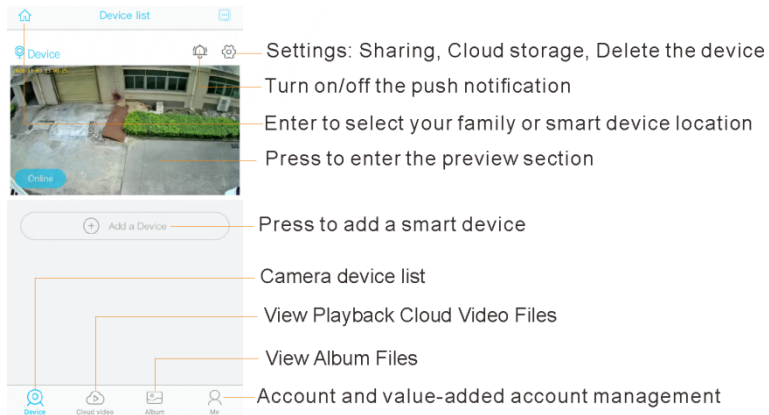 Device list
Device
Settings: Sharing, Cloud storage, Delete the device
Turn on/off the push notification
Enter to select your family or smart device location
Press to enter the preview section
Online
Add a Device
Press to add a smart device
Camera device list
View Playback Cloud Video Files
View Album Files
Account and value-added account management
Device
Cloud video
Album
Me